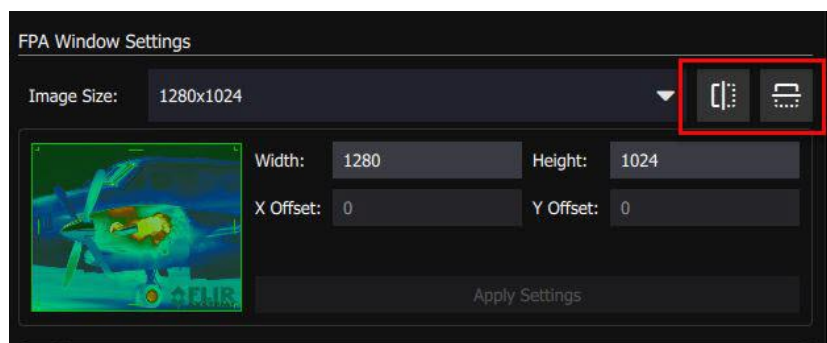 FPA Window Settings
Image Size: 1280x1024
Width: 1280 Height: 1024
X Offset: 0 Y Offset: 0
FLIR
Apply Settings